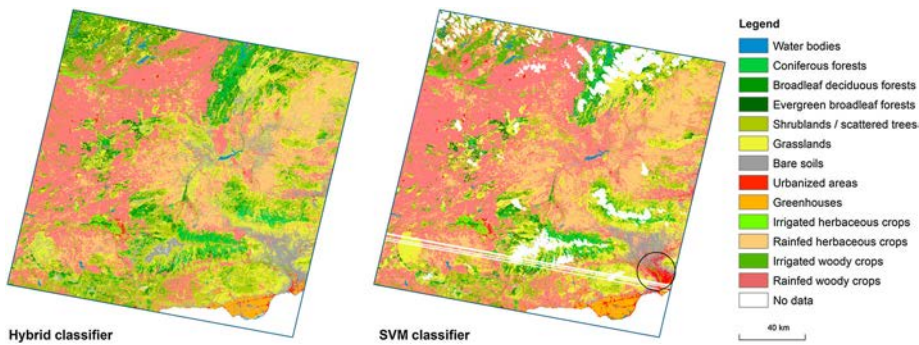 Legend
Water bodies
Coniferous forests
Broadleaf deciduous forests
Evergreen broadleaf forests
Shrublands / scattered trees
Grasslands
Bare soils
Urbanized areas
Greenhouses
Irrigated herbaceous crops
Rainfed herbaceous crops
Irrigated woody crops
Rainfed woody crops
No data
40 km
Hybrid classifier
SVM classifier